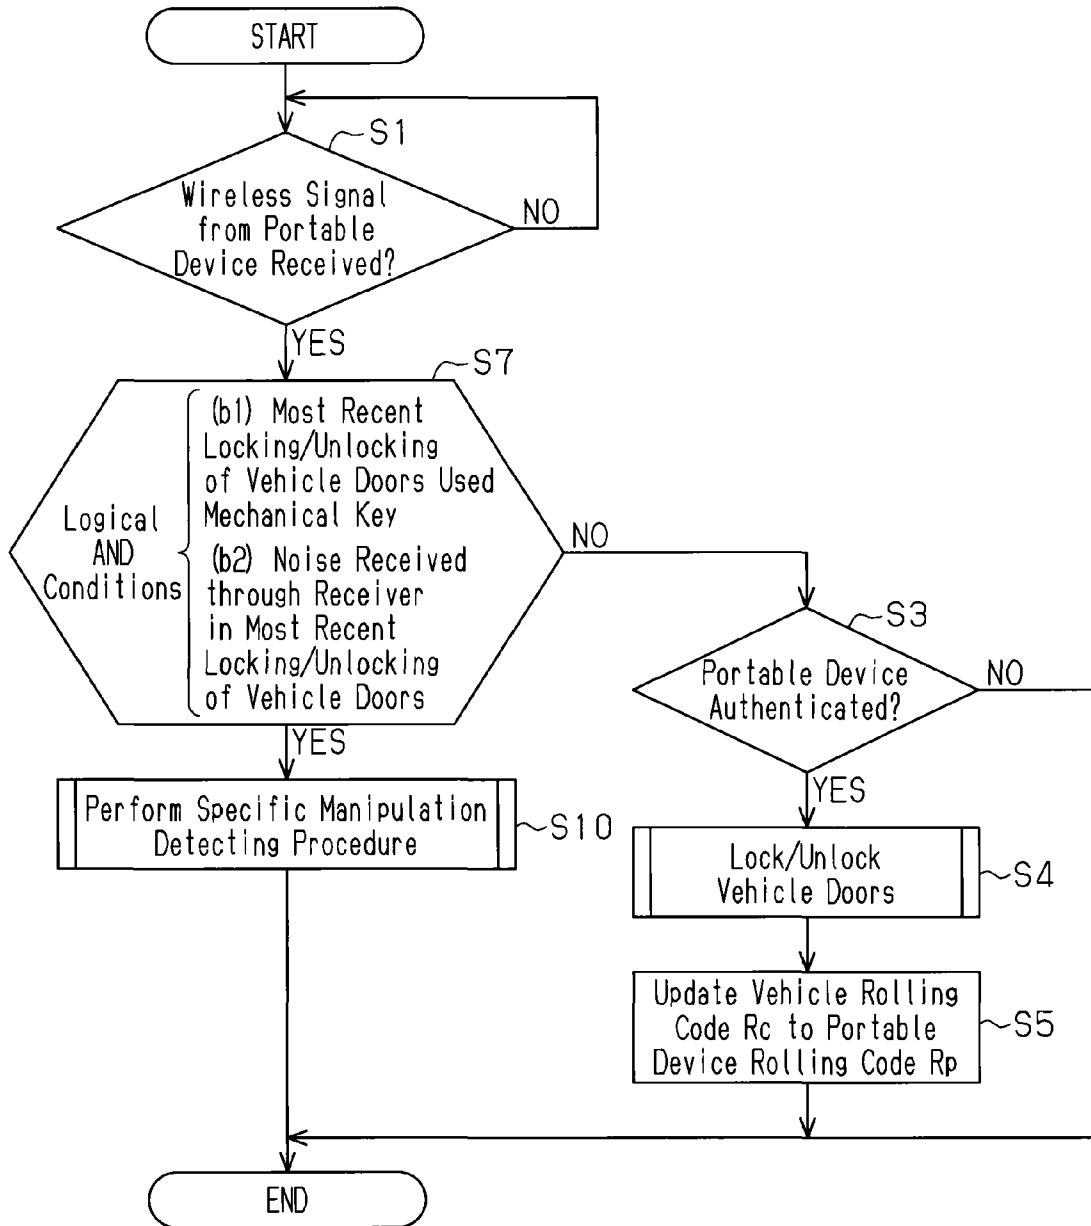 START
S1
Wireless Signal
from Portable
Device Received?
NO
YES
S7
Logical
AND
Conditions
(b1) Most Recent
Locking/Unlocking
of Vehicle Doors Used
Mechanical Key
(b2) Noise Received
through Receiver
in Most Recent
Locking/Unlocking
of Vehicle Doors
NO
YES
S3
Portable Device
Authenticated?
NO
YES
Perform Specific Manipulation
Detecting Procedure
S10
Lock/Unlock
Vehicle Doors
S4
Update Vehicle Rolling
Code Rc to Portable
Device Rolling Code Rp
S5
END